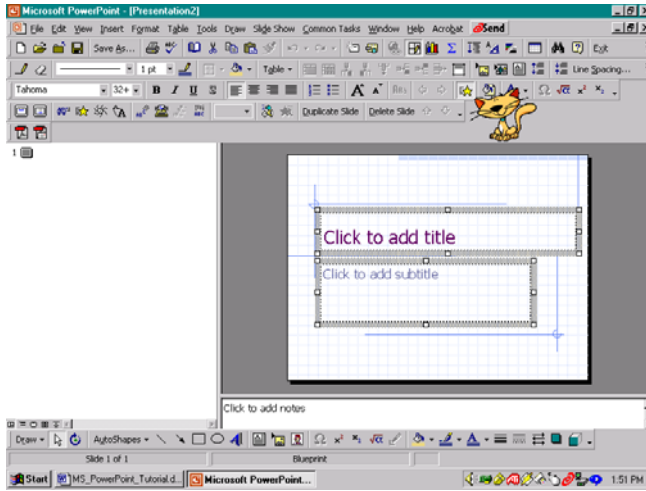 Microsoft PowerPoint - [Presentation2]
File Edit View Insert Format Table Tools Draw Slide Show Common Tasks Window Help Acrobat Send
Save As... Exit
1 pt Table Line Spacing...
Tahoma 32+ B I U S
Duplicate Slide Delete Slide
1
Click to add title
Click to add subtitle
Click to add notes
Draw AutoShapes
Slide 1 of 1 Blueprint
Start MS_PowerPoint_Tutorial.d... Microsoft PowerPoint... 1:51 PM